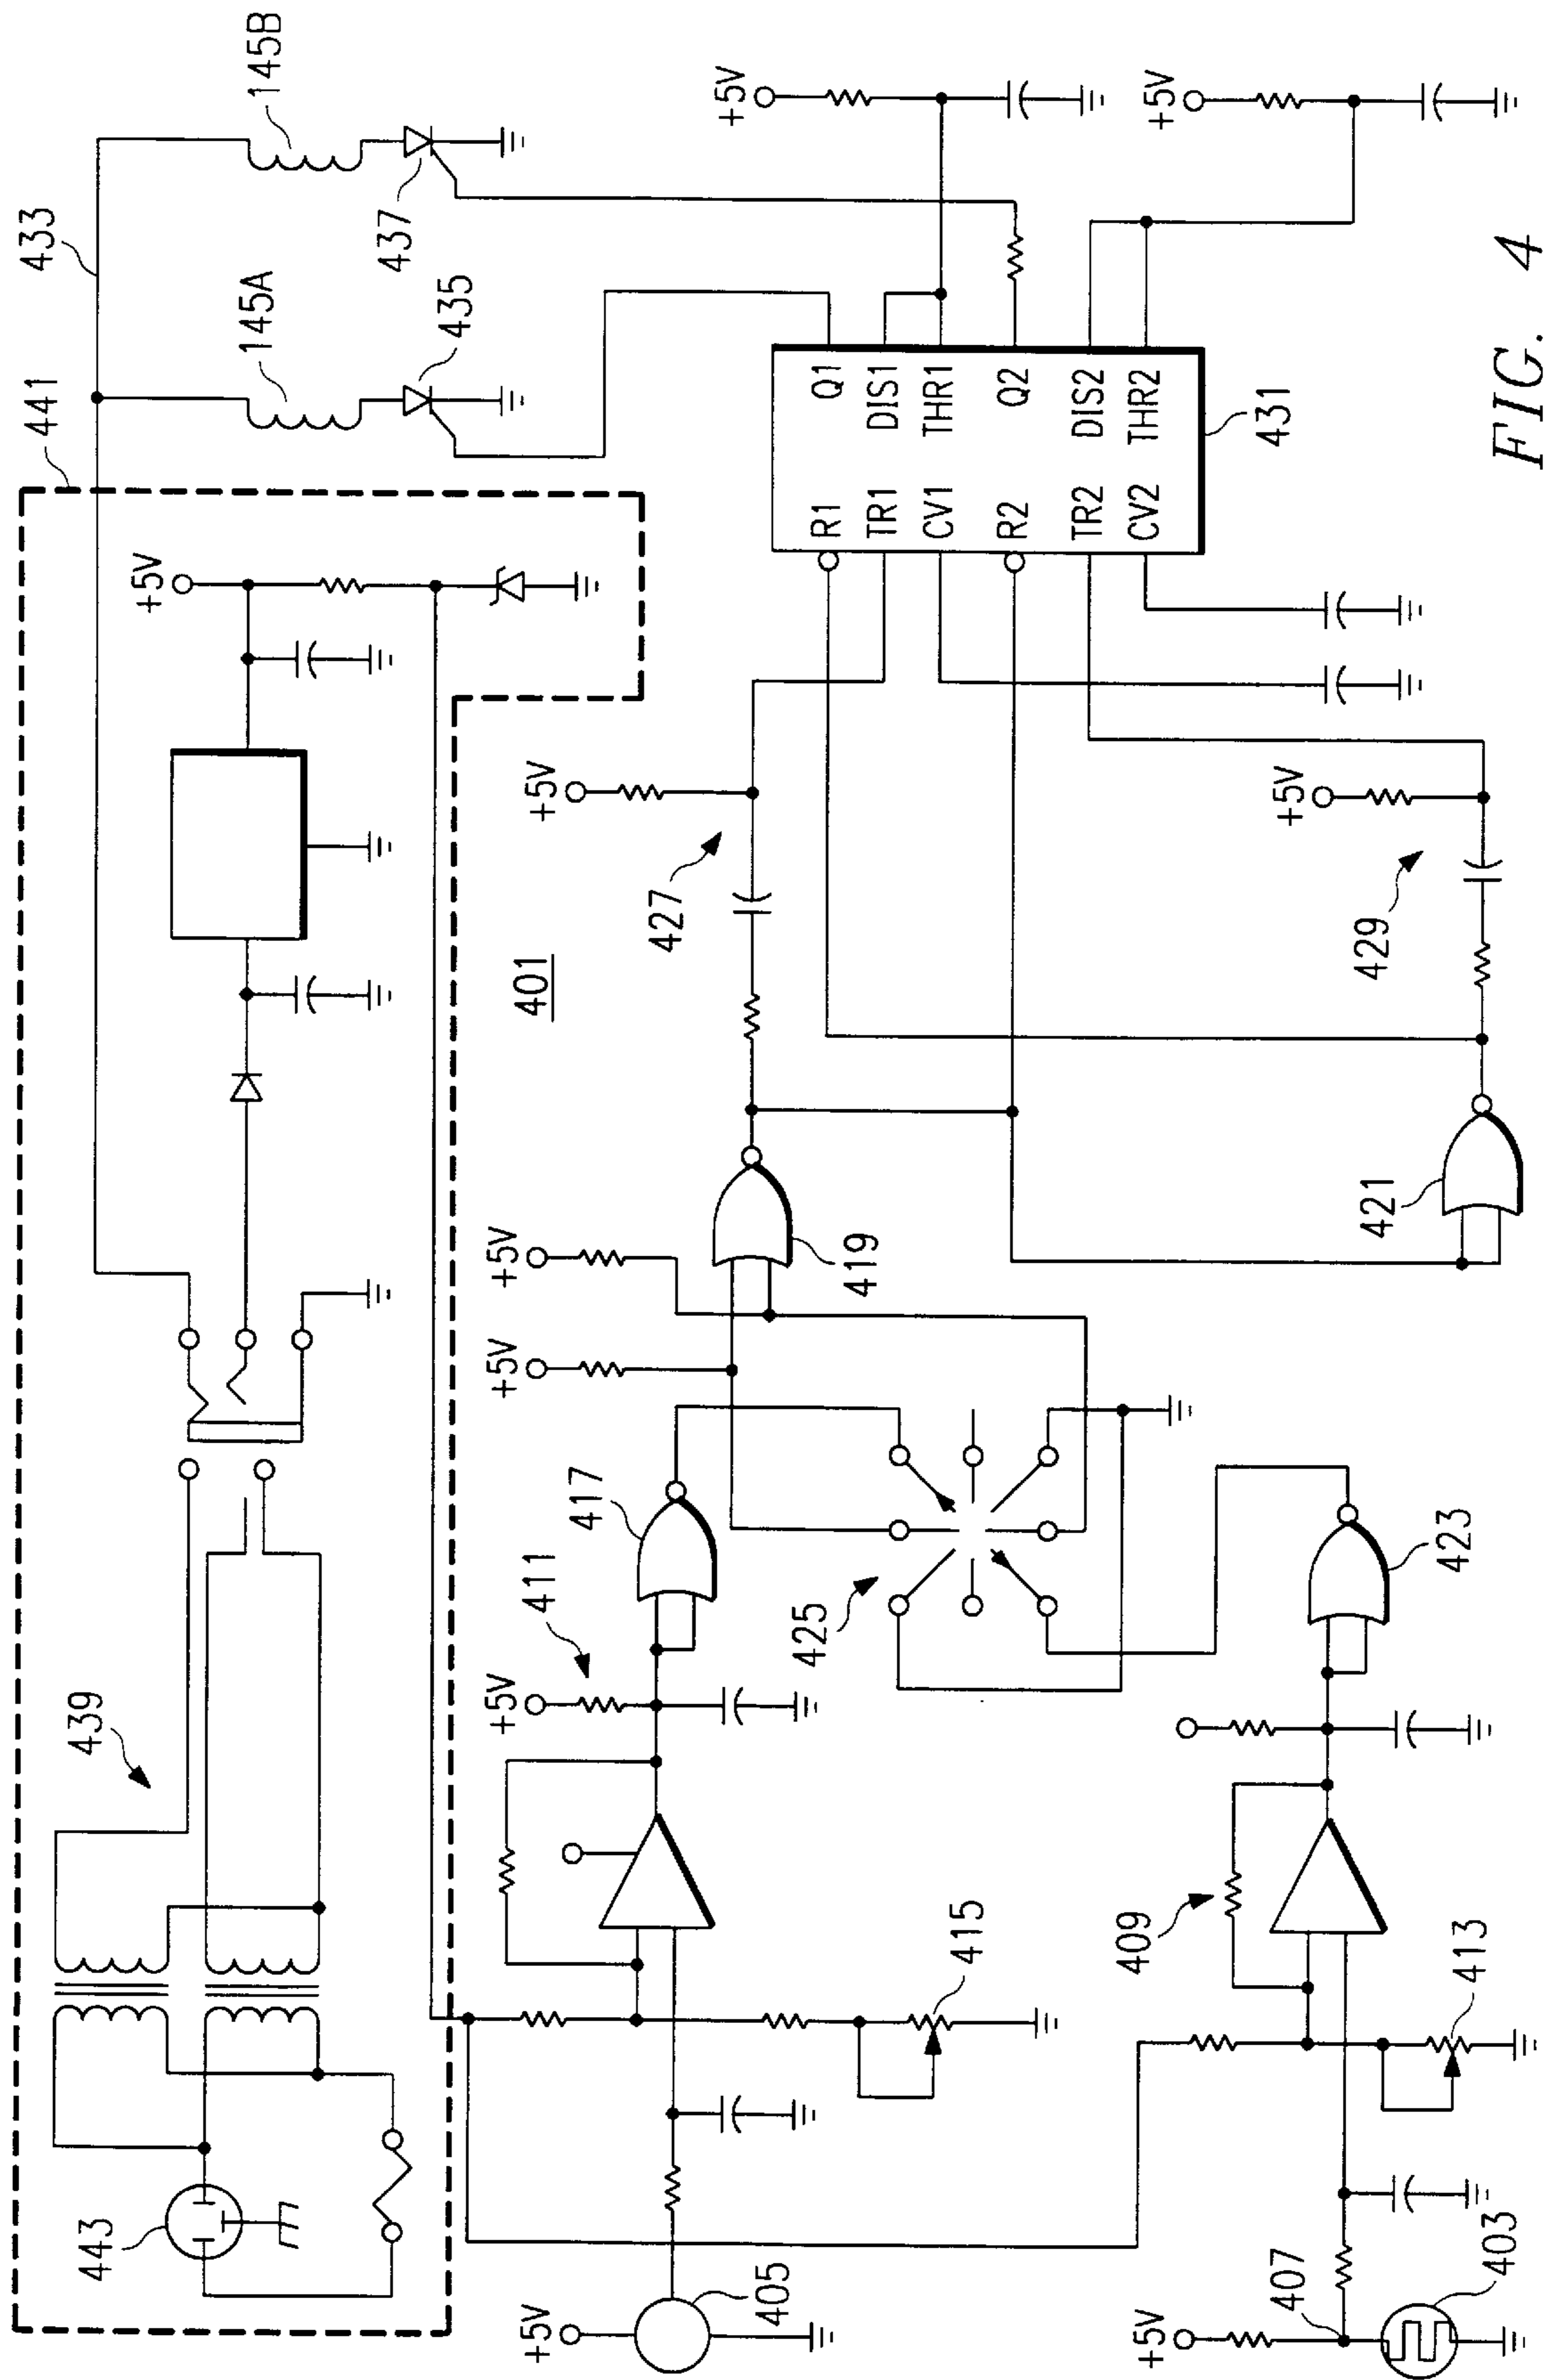 433
145B
441
145A
437
435
+5V
+5V
+5V
Q1
DIS1
THR1
Q2
DIS2
THR2
R1
TR1
CV1
R2
TR2
CV2
431
439
443
401
+5V
427
+5V
429
+5V
+5V
419
421
+5V
411
417
425
423
415
409
413
+5V
405
+5V
407
403
FIG. 4